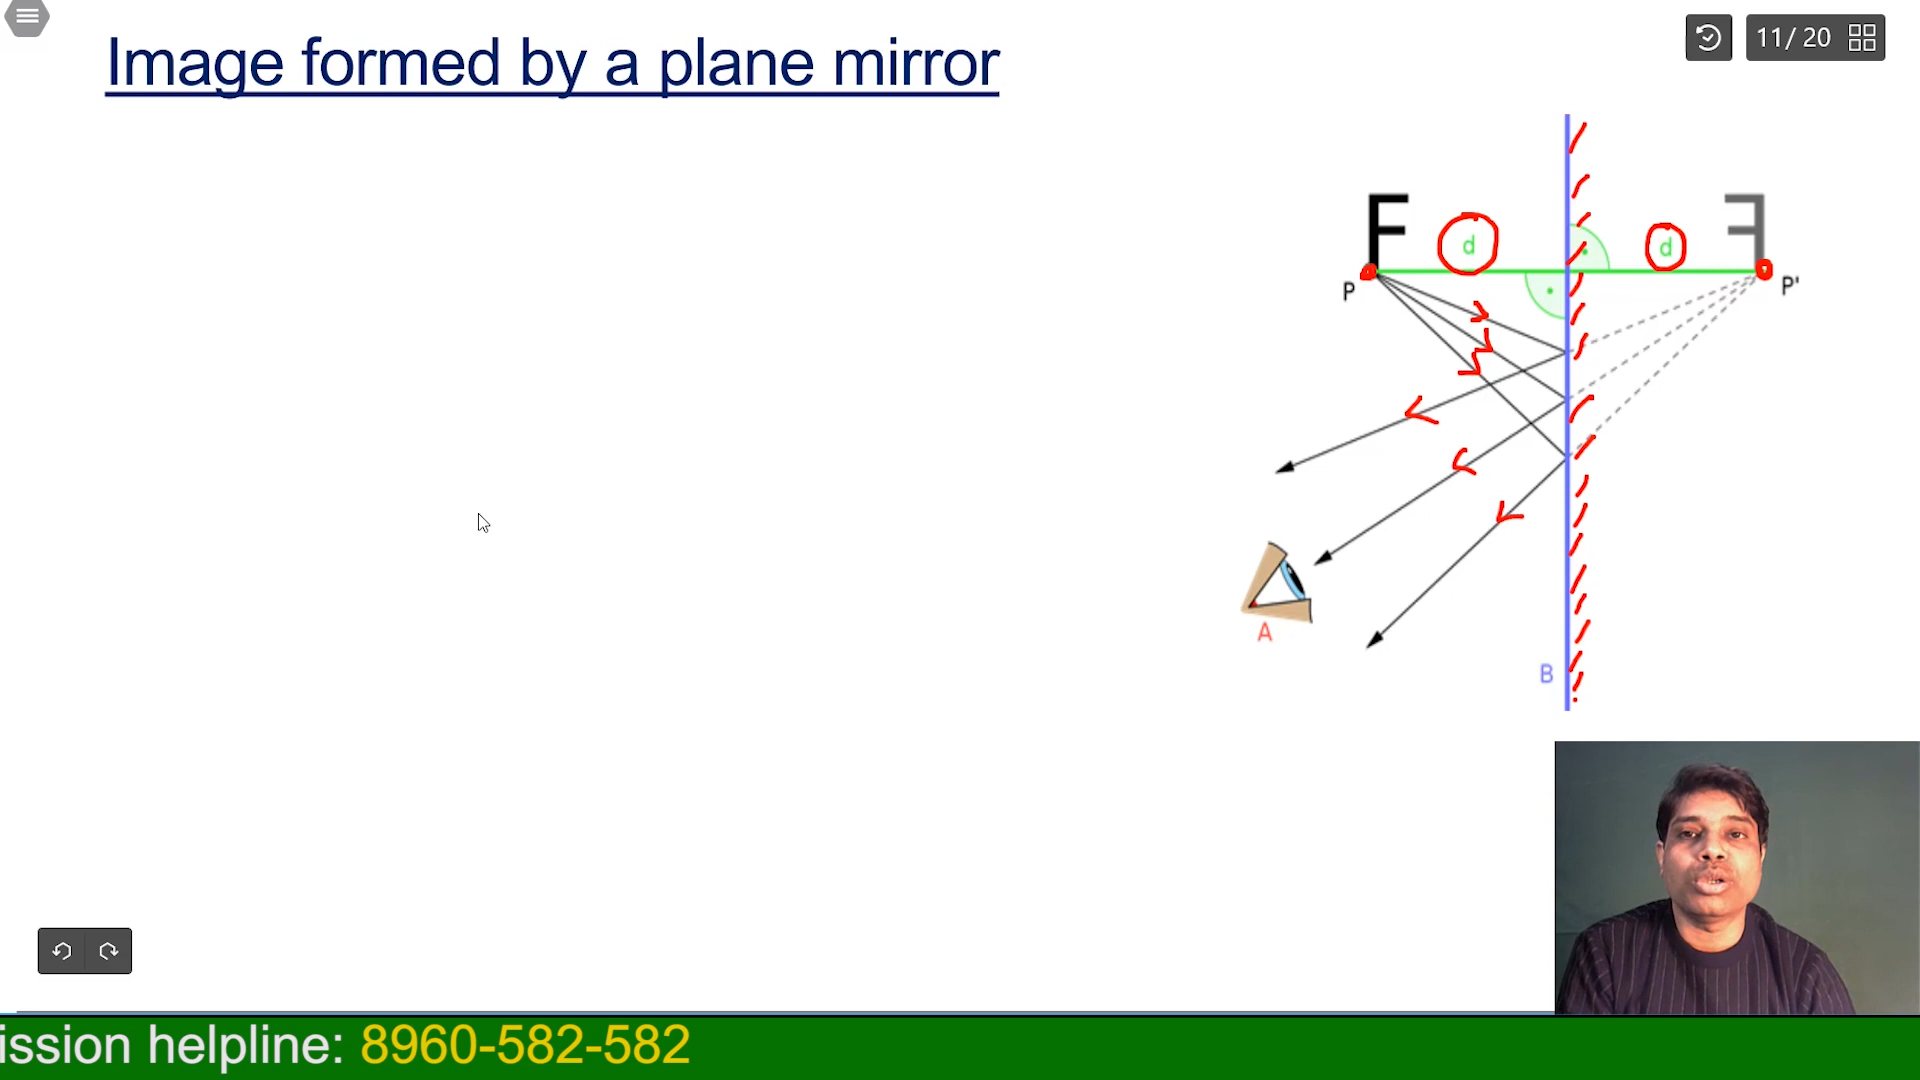 Image formed by a plane mirror
11/ 20
F
d
d
F
P
P'
A
B
ission helpline: 8960-582-582